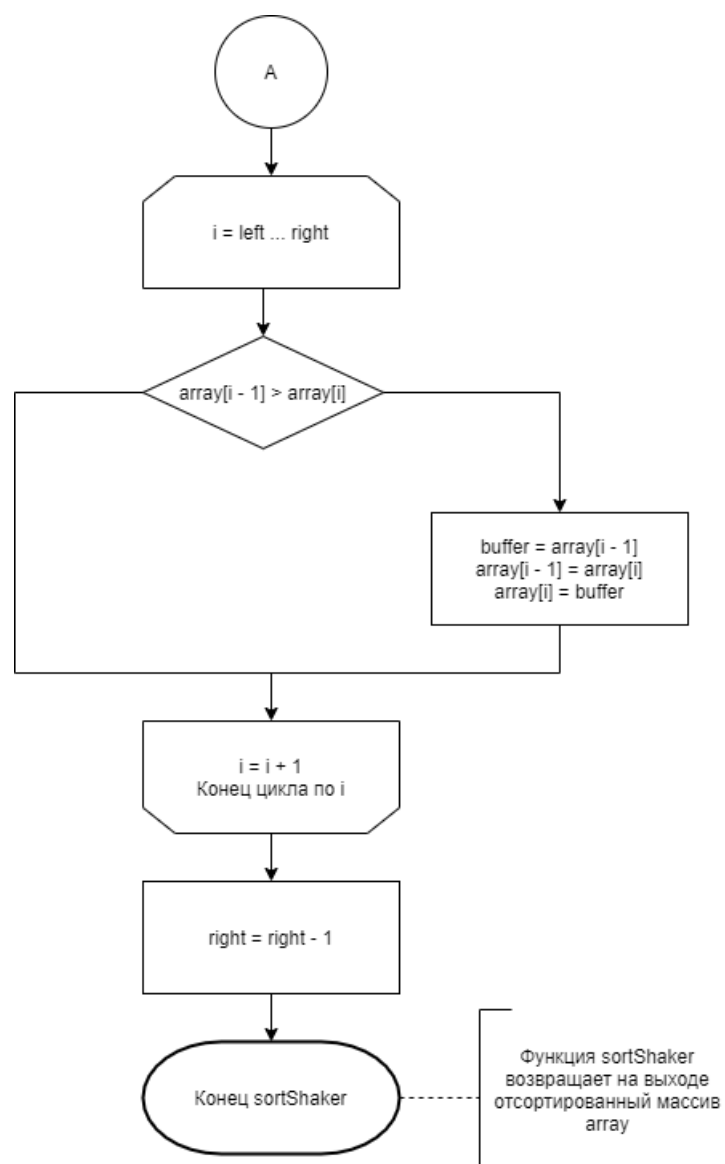 A
i = left ... right
array[i - 1] > array[i]
buffer = array[i - 1]
array[i - 1] = array[i]
array[i] = buffer
i = i + 1
Конец цикла по i
right = right - 1
Конец sortShaker
Функция sortShaker
возвращает на выходе
отсортированный массив
array